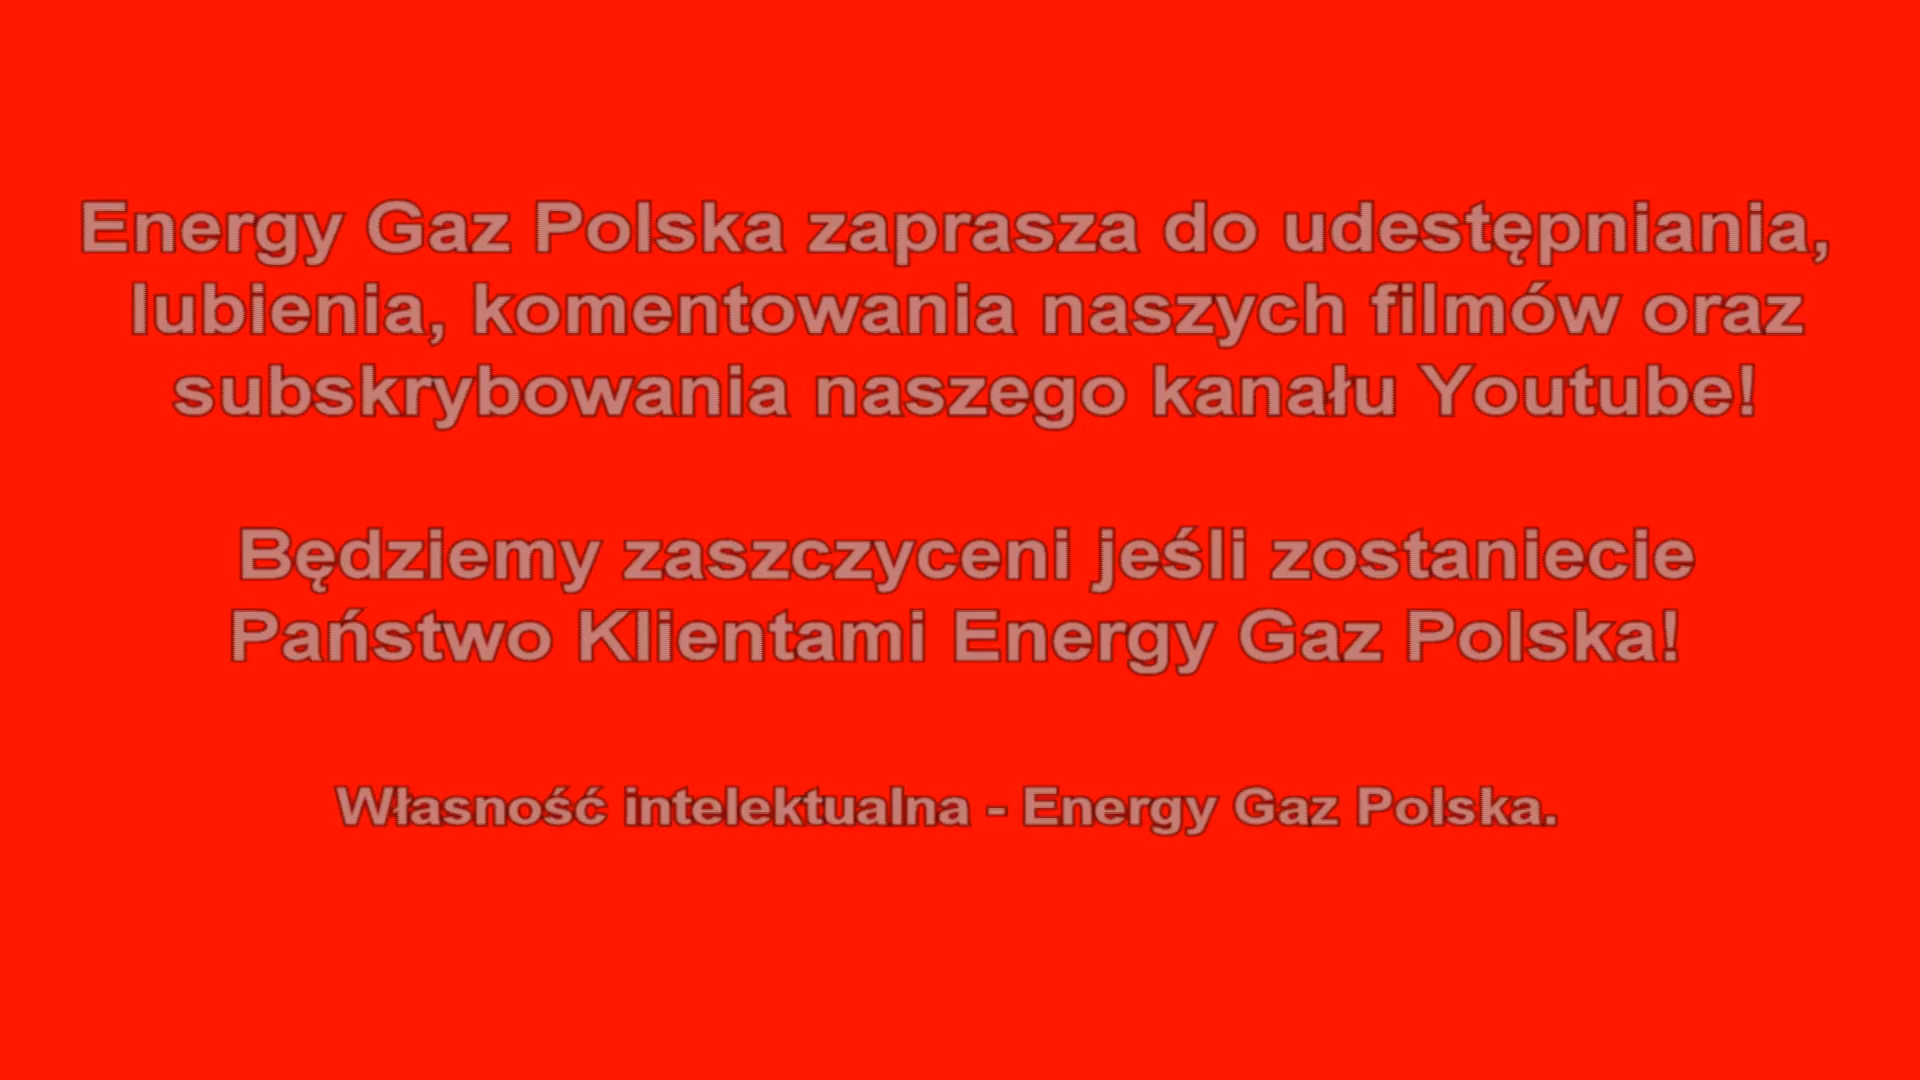 Energy Gaz Polska zaprasza do udestępniania,
lubienia, komentowania naszych filmów oraz
subskrybowania naszego kanału Youtube!
Będziemy zaszczyceni jeśli zostaniecie
Państwo Klientami Energy Gaz Polska!
Własność intelektualna - Energy Gaz Polska.